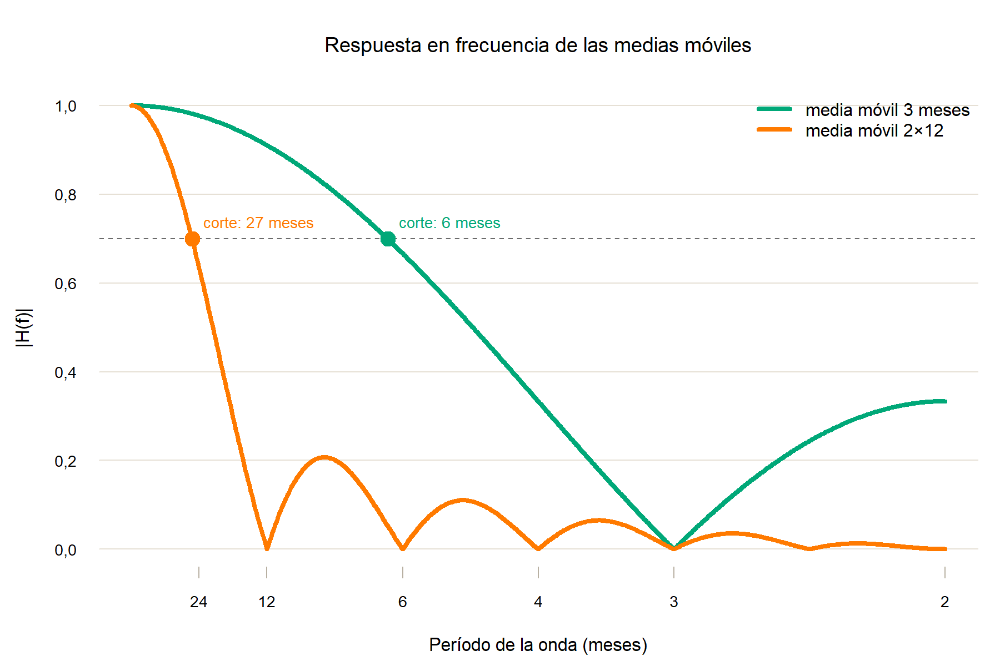 Respuesta en frecuencia de las medias móviles
media móvil 3 meses
media móvil 2×12
1,0
0,8
corte: 27 meses
corte: 6 meses
0,6
|H(f)|
0,4
0,2
0,0
24 12 6 4 3 2
Período de la onda (meses)